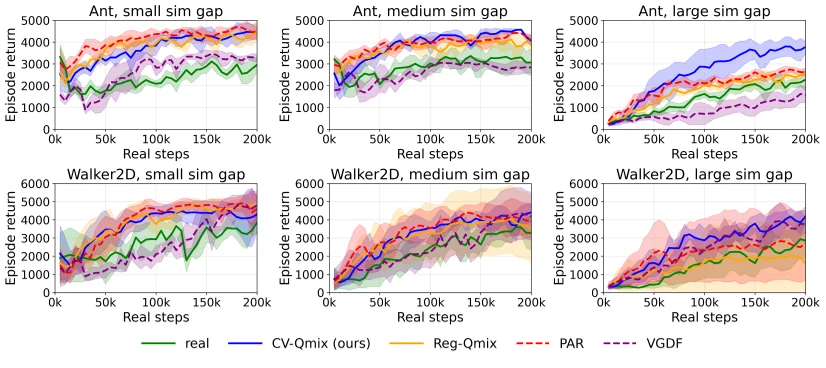 Ant, small sim gap
Ant, medium sim gap
Ant, large sim gap
Episode return
5000
4000
3000
2000
1000
0
0k
50k
100k
150k
200k
Real steps
Episode return
5000
4000
3000
2000
1000
0
0k
50k
100k
150k
200k
Real steps
Episode return
5000
4000
3000
2000
1000
0
0k
50k
100k
150k
200k
Real steps
Walker2D, small sim gap
Walker2D, medium sim gap
Walker2D, large sim gap
Episode return
6000
5000
4000
3000
2000
1000
0
0k
50k
100k
150k
200k
Real steps
Episode return
6000
5000
4000
3000
2000
1000
0
0k
50k
100k
150k
200k
Real steps
Episode return
6000
5000
4000
3000
2000
1000
0
0k
50k
100k
150k
200k
Real steps
real
CV-Qmix (ours)
Reg-Qmix
PAR
VGDF